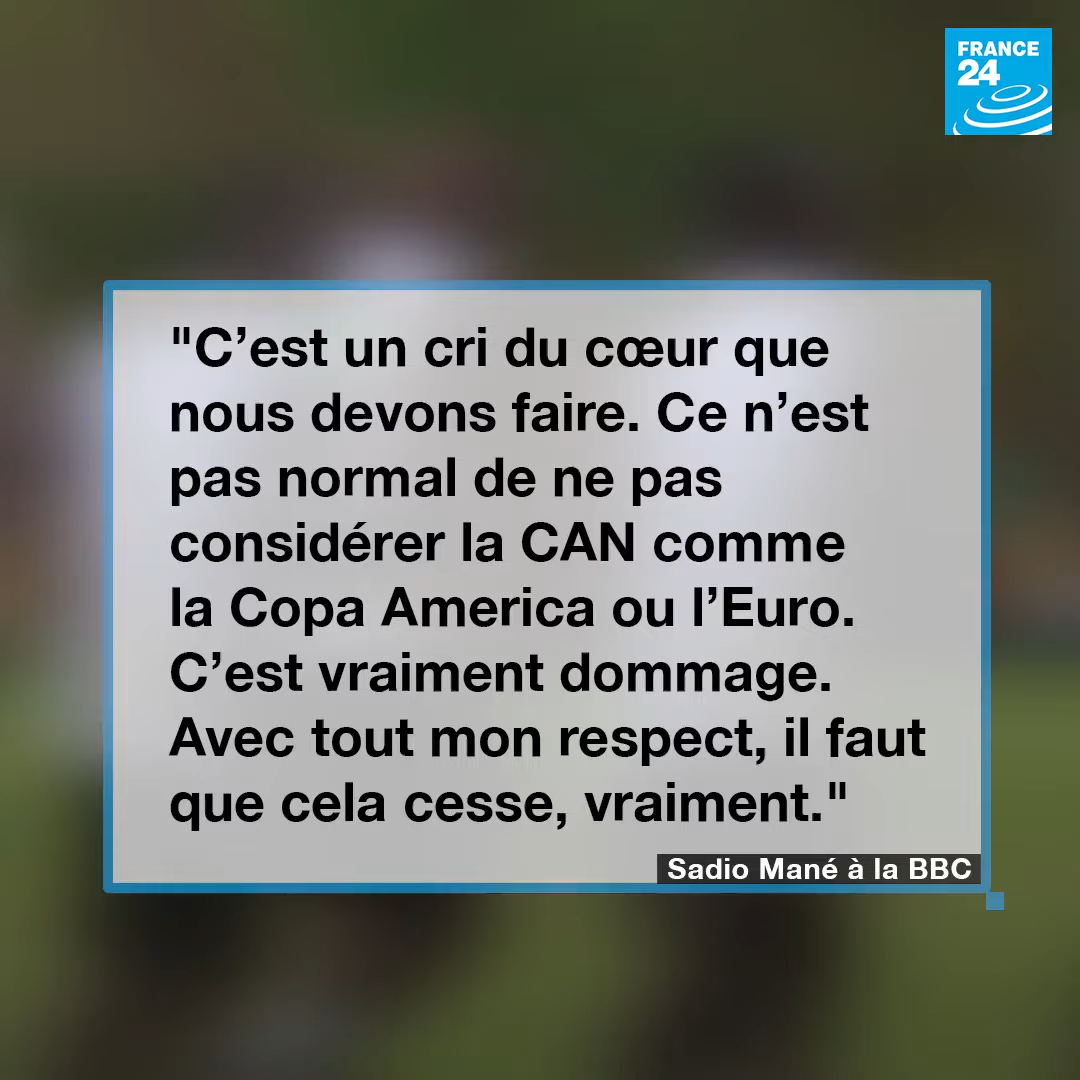 FRANCE
24
"C’est un cri du cœur que
nous devons faire. Ce n’est
pas normal de ne pas
considérer la CAN comme
la Copa America ou l’Euro.
C’est vraiment dommage.
Avec tout mon respect, il faut
que cela cesse, vraiment."
Sadio Mané à la BBC